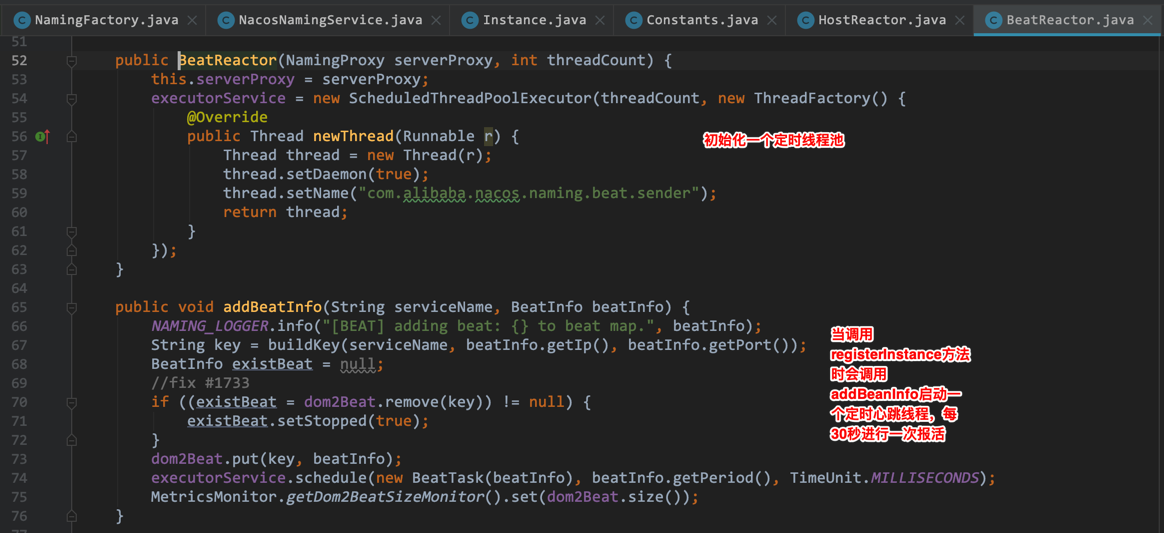 NamingFactory.java
NacosNamingService.java
Instance.java
Constants.java
HostReactor.java
BeatReactor.java
51
52 public BeatReactor(NamingProxy serverProxy, int threadCount) {
53 this.serverProxy = serverProxy;
54 executorService = new ScheduledThreadPoolExecutor(threadCount, new ThreadFactory() {
55 @Override
56 public Thread newThread(Runnable r) {
初始化一个定时线程池
57 Thread thread = new Thread(r);
58 thread.setDaemon(true);
59 thread.setName("com.alibaba.nacos.naming.beat.sender");
60 return thread;
61 }
62 });
63 }
64
65 public void addBeatInfo(String serviceName, BeatInfo beatInfo) {
66 NAMING_LOGGER.info("[BEAT] adding beat: {} to beat map.", beatInfo);
67 String key = buildKey(serviceName, beatInfo.getIp(), beatInfo.getPort());
68 BeatInfo existBeat = null;
69 //fix #1733
70 if ((existBeat = dom2Beat.remove(key)) != null) {
71 existBeat.setStopped(true);
72 }
73 dom2Beat.put(key, beatInfo);
74 executorService.schedule(new BeatTask(beatInfo), beatInfo.getPeriod(), TimeUnit.MILLISECONDS);
75 MetricsMonitor.getDom2BeatSizeMonitor().set(dom2Beat.size());
76 }
当调用
registerInstance方法
时会调用
addBeanInfo启动一
个定时心跳线程，每
30秒进行一次报活